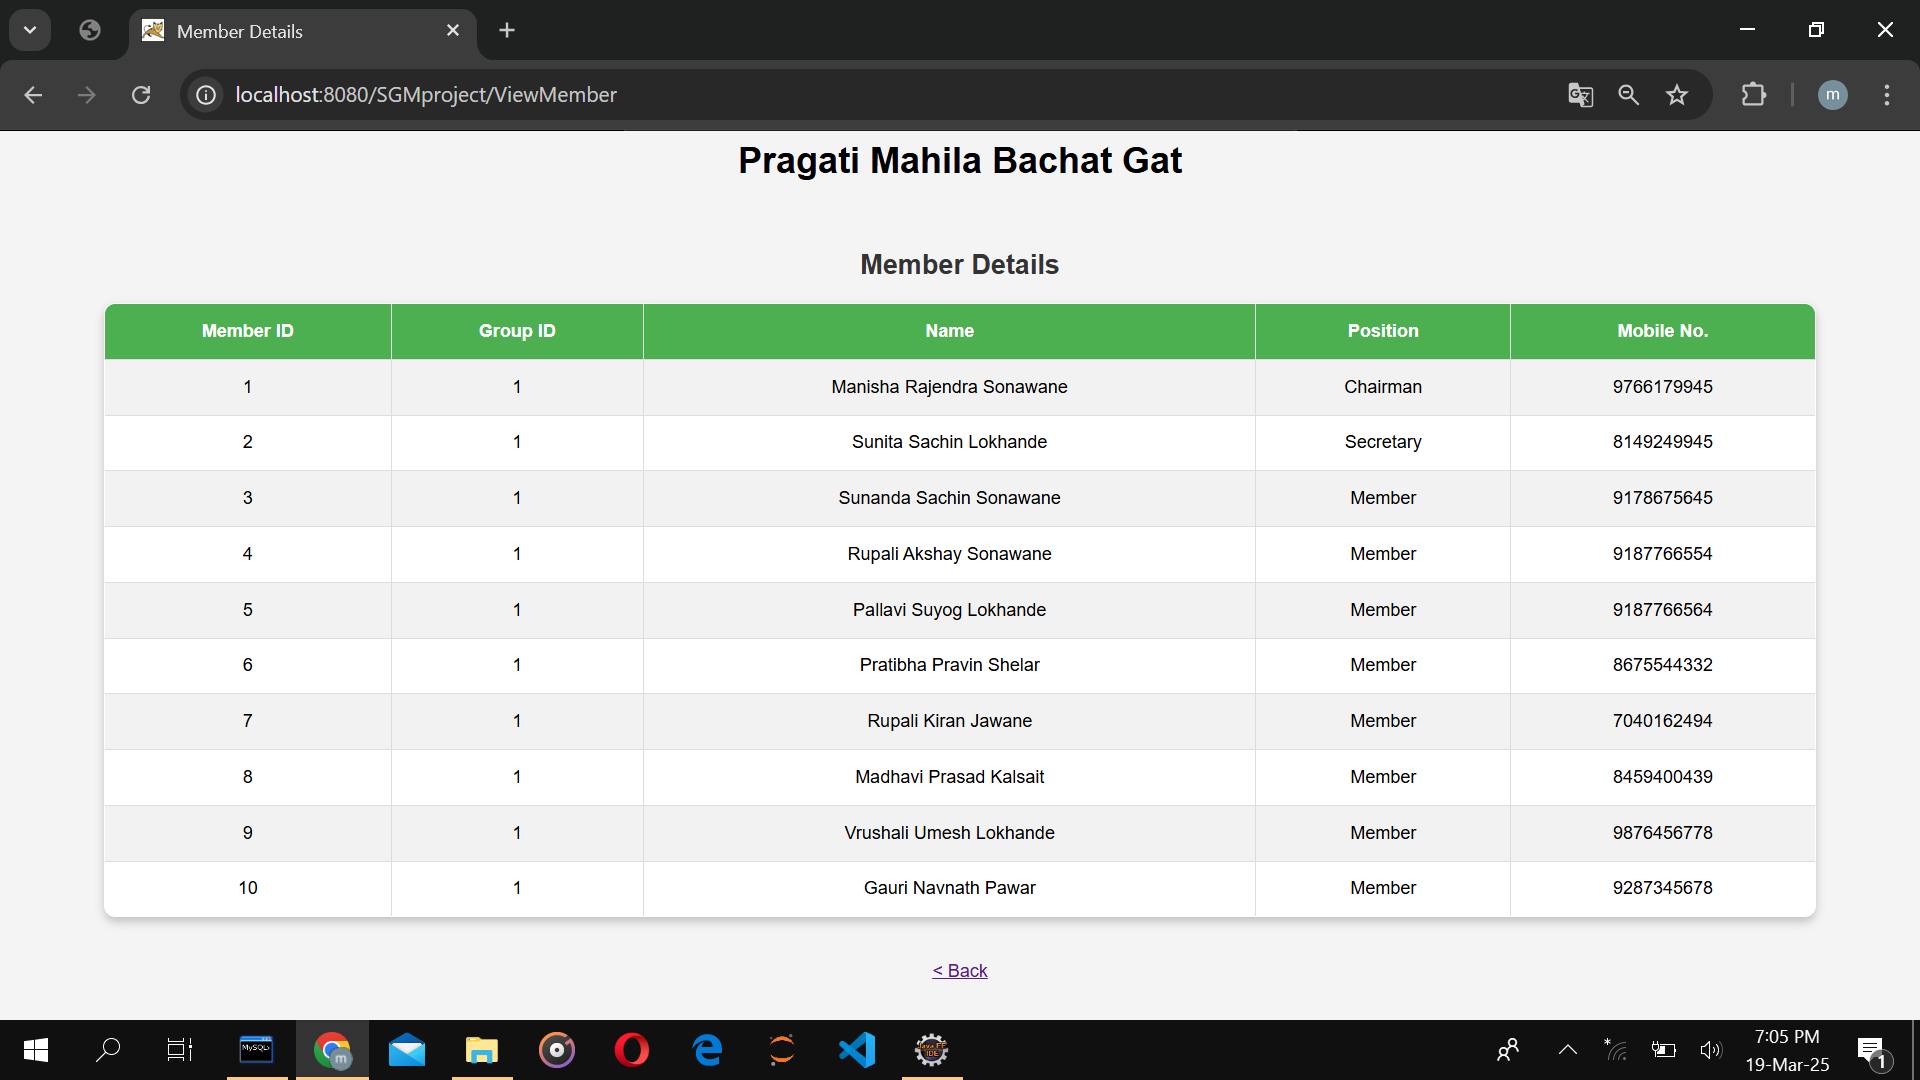 Member Details
localhost:8080/SGMproject/ViewMember
m
Pragati Mahila Bachat Gat
Member Details
Member ID Group ID Name Position Mobile No.
1 1 Manisha Rajendra Sonawane Chairman 9766179945
2 1 Sunita Sachin Lokhande Secretary 8149249945
3 1 Sunanda Sachin Sonawane Member 9178675645
4 1 Rupali Akshay Sonawane Member 9187766554
5 1 Pallavi Suyog Lokhande Member 9187766564
6 1 Pratibha Pravin Shelar Member 8675544332
7 1 Rupali Kiran Jawane Member 7040162494
8 1 Madhavi Prasad Kalsait Member 8459400439
9 1 Vrushali Umesh Lokhande Member 9876456778
10 1 Gauri Navnath Pawar Member 9287345678
< Back
MySQL>
m
Java EE
IDE
7:05 PM
19-Mar-25
1